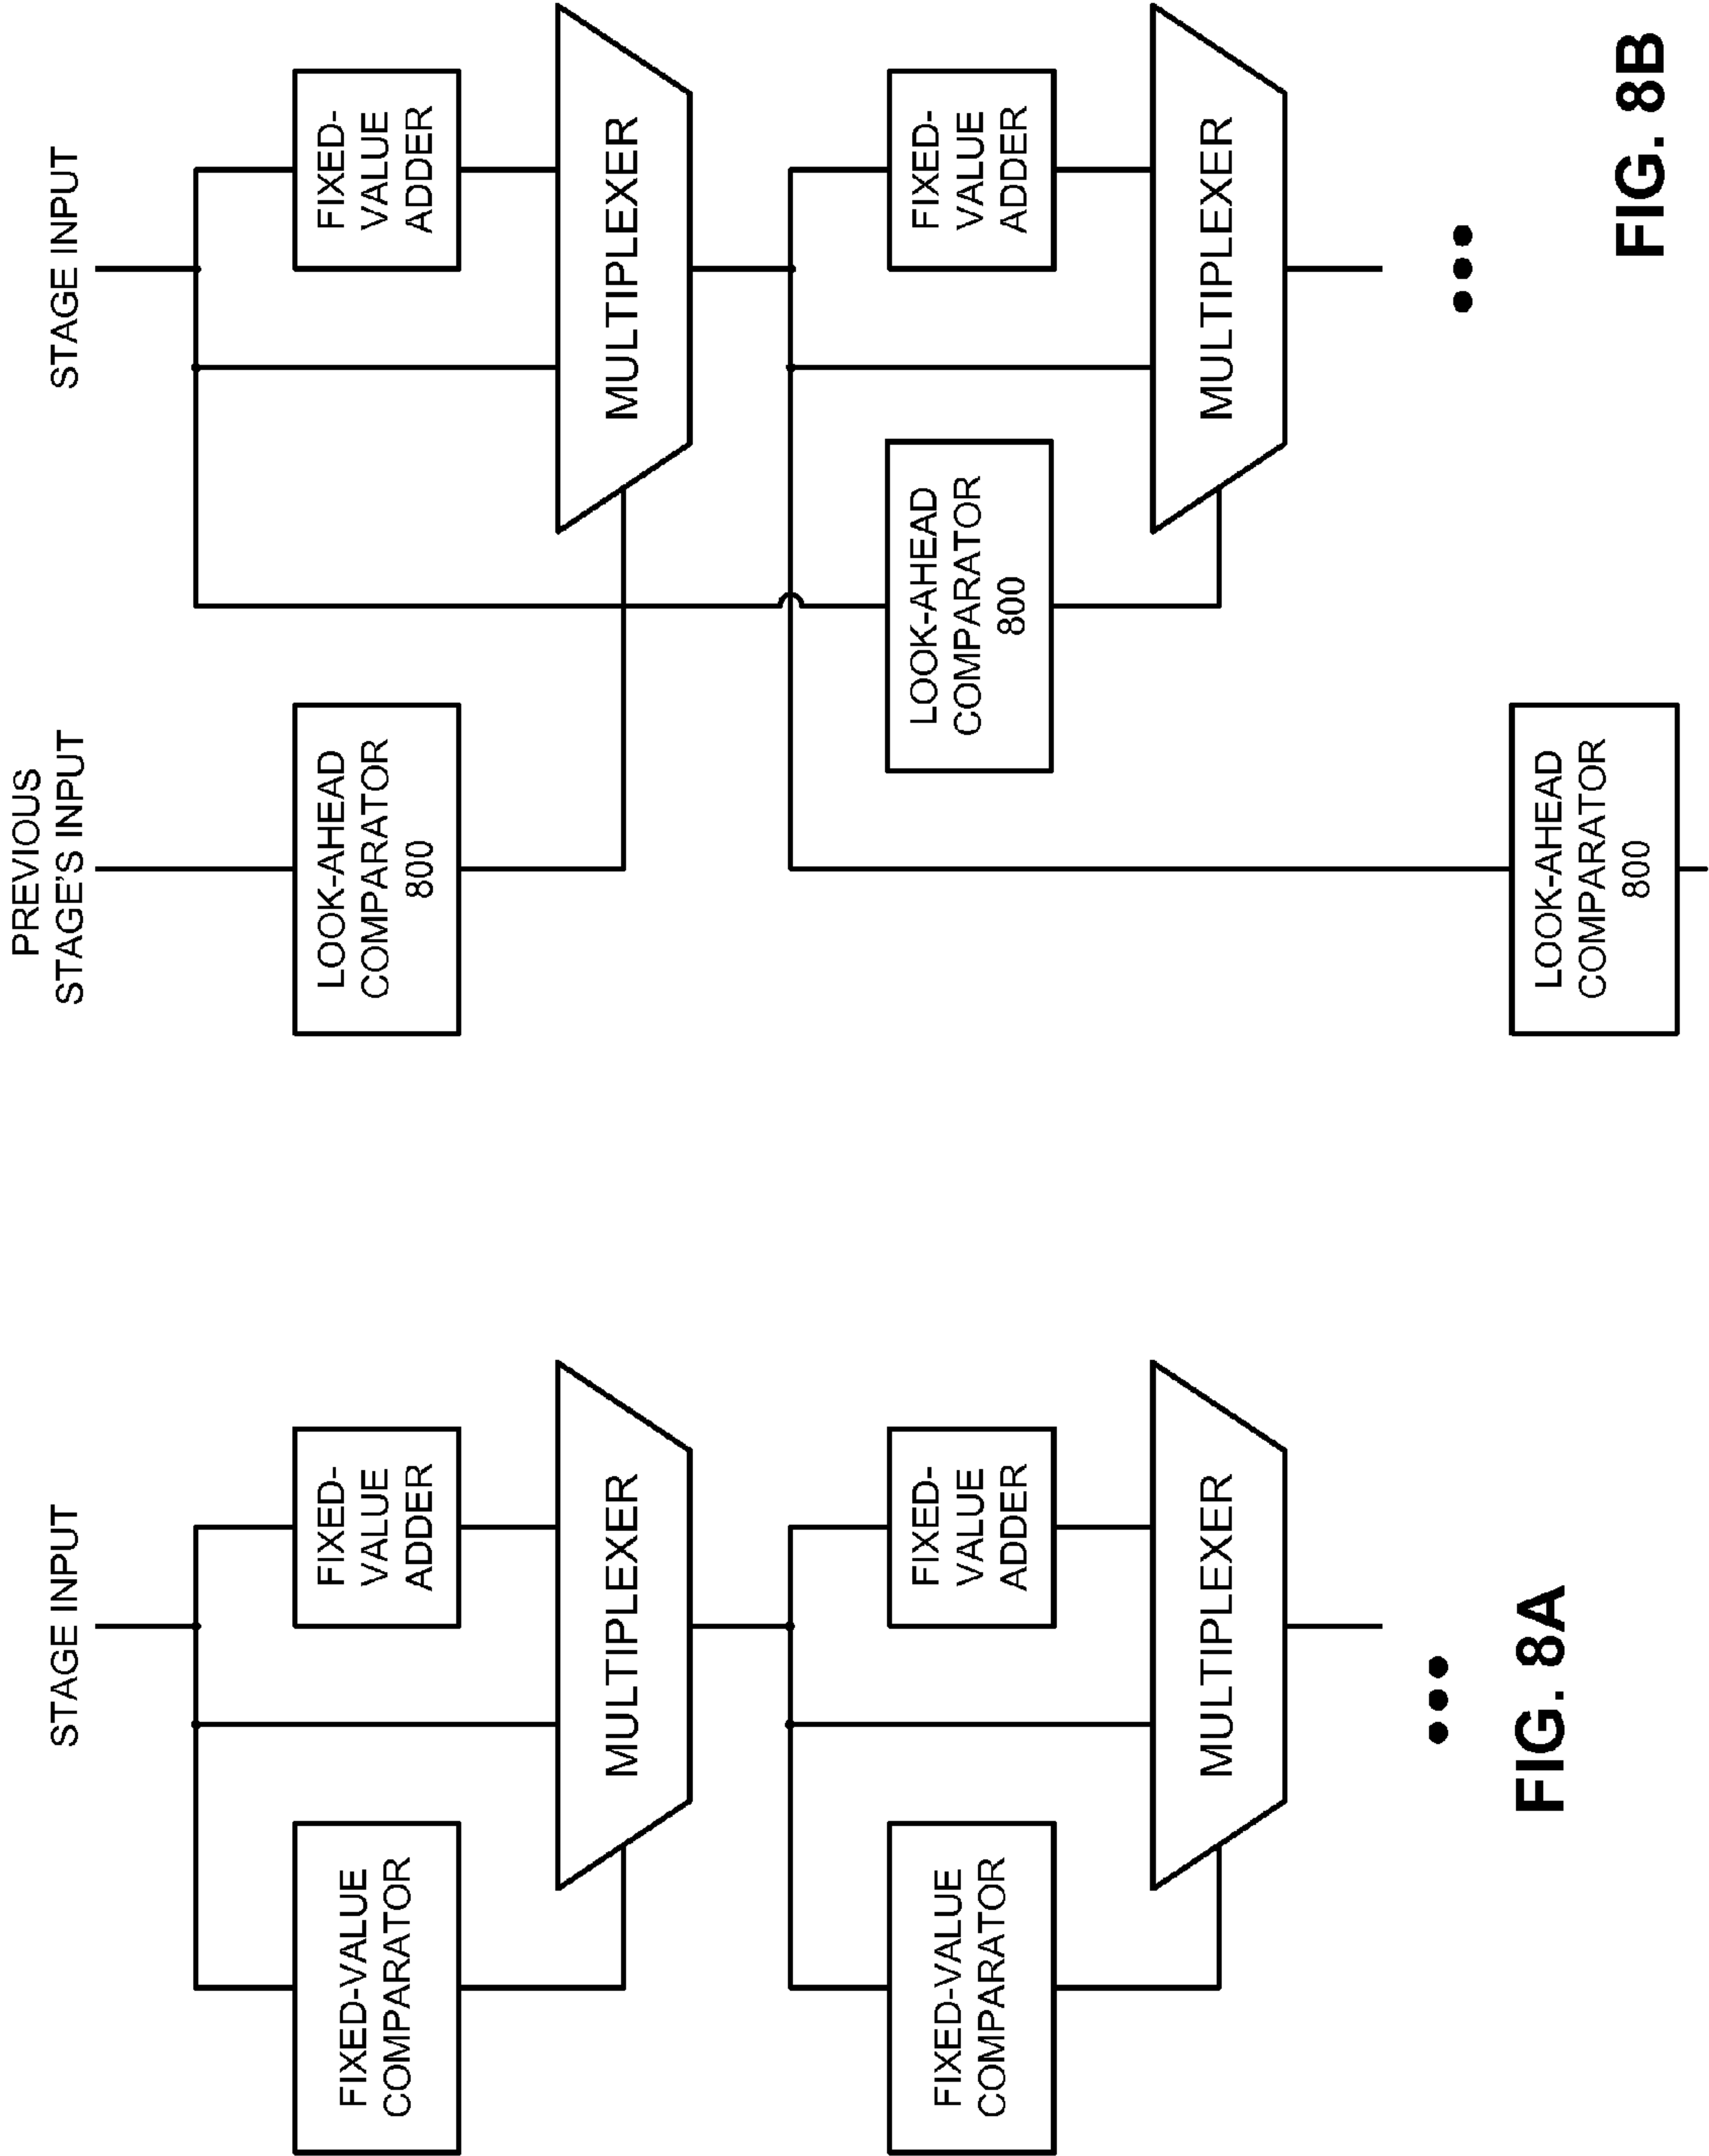 STAGE INPUT
FIXED-VALUE
COMPARATOR
FIXED-
VALUE
ADDER
MULTIPLEXER
FIXED-VALUE
COMPARATOR
FIXED-
VALUE
ADDER
MULTIPLEXER
FIG. 8A
PREVIOUS
STAGE'S INPUT
STAGE INPUT
LOOK-AHEAD
COMPARATOR
800
FIXED-
VALUE
ADDER
MULTIPLEXER
LOOK-AHEAD
COMPARATOR
800
FIXED-
VALUE
ADDER
MULTIPLEXER
LOOK-AHEAD
COMPARATOR
800
FIG. 8B